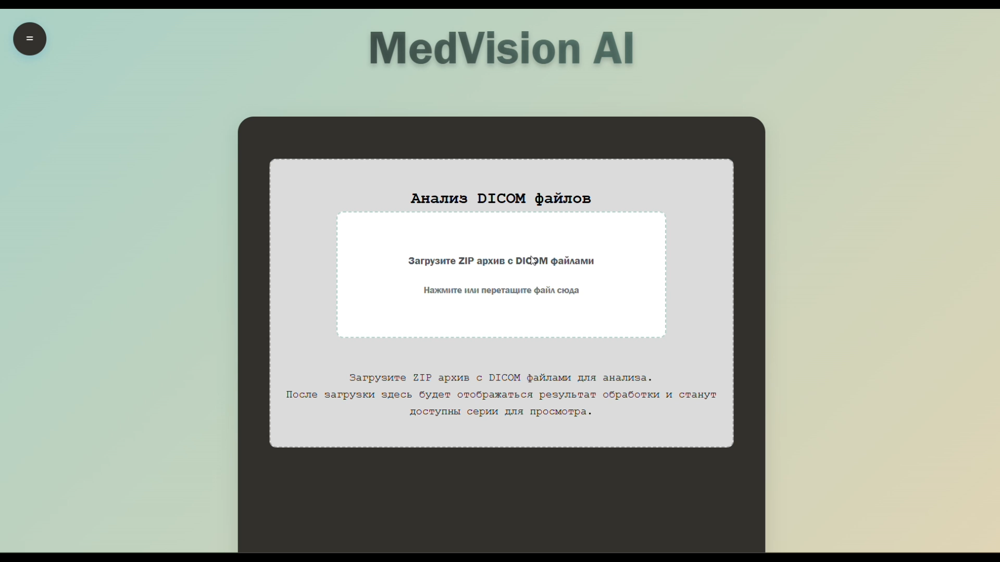 =
MedVision AI
Анализ DICOM файлов
Загрузите ZIP архив с DICOM файлами
Нажмите или перетащите файл сюда
Загрузите ZIP архив с DICOM файлами для анализа.
После загрузки здесь будет отображаться результат обработки и станут
доступны серии для просмотра.